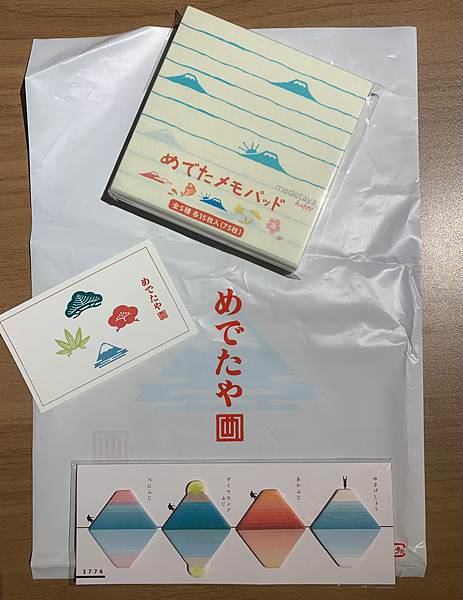 めでたメモパッド
medetaya
happy
全5種 各15枚入(75枚)
めでたや
めでたや
べにふじ
ダイヤモンド
ふじ
あかふじ
ゆきげしょう
3776